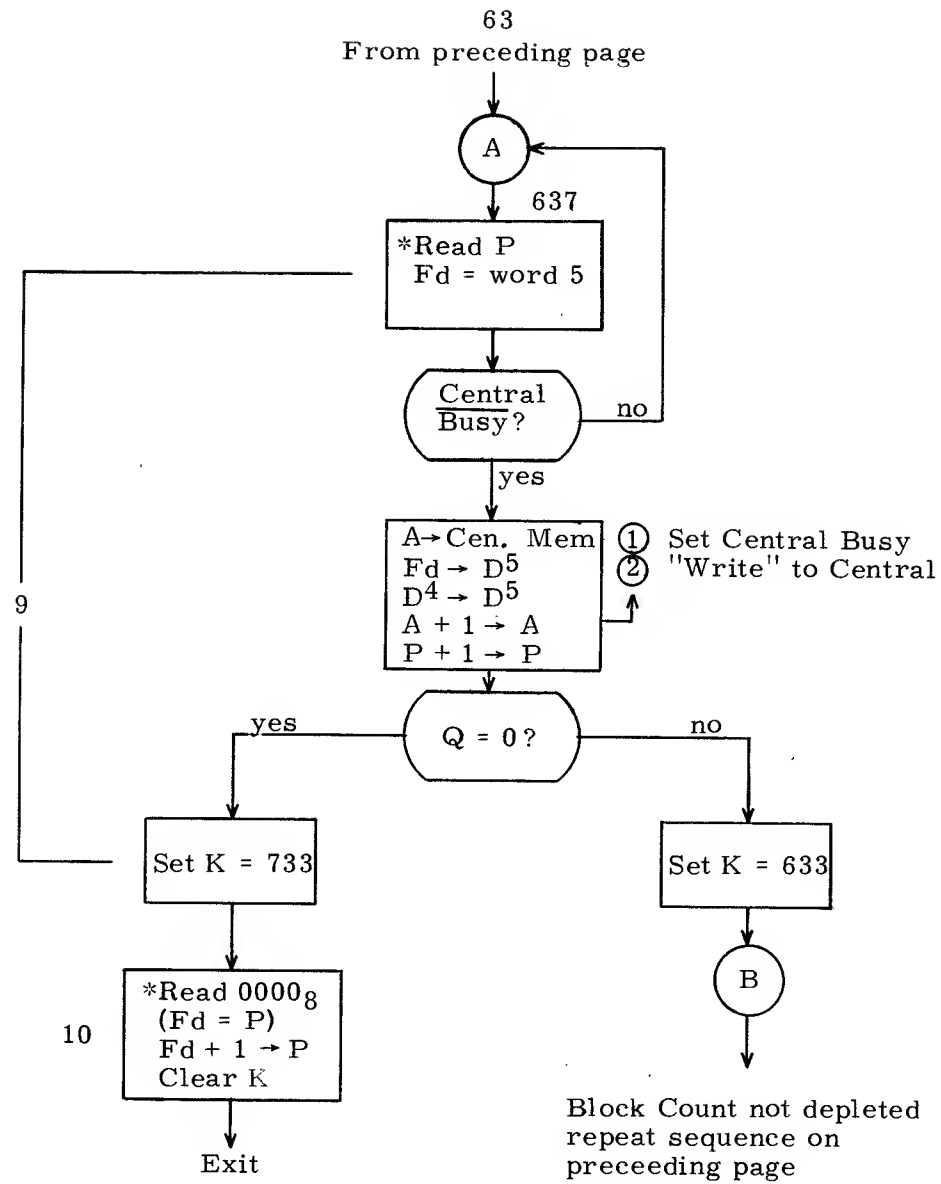 63
From preceding page
A
637
*Read P
Fd = word 5
Central
Busy?
no
yes
A→Cen. Mem
Fd → D⁵
D⁴ → D⁵
A + 1 → A
P + 1 → P
① Set Central Busy
② "Write" to Central
9
Q = 0?
yes
no
Set K = 733
Set K = 633
B
10
*Read 0000₈
(Fd = P)
Fd + 1 → P
Clear K
Exit
Block Count not depleted
repeat sequence on
preceeding page